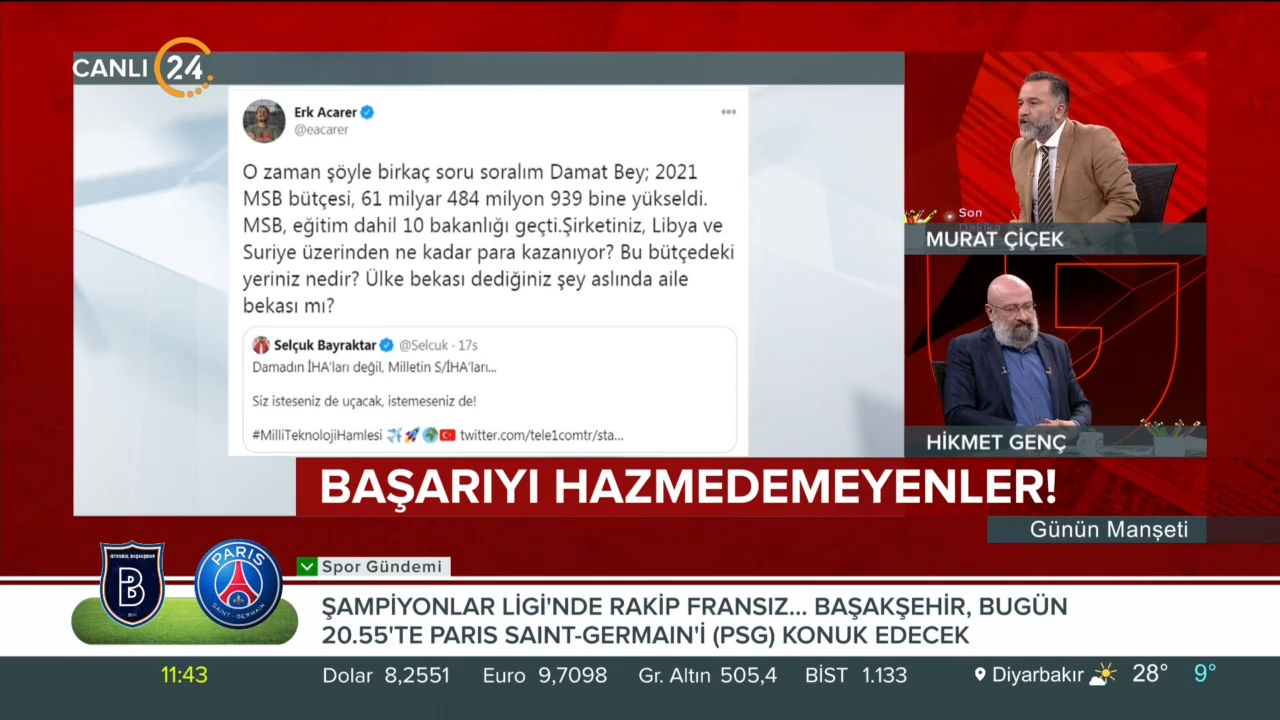 CANLI 24
Erk Acarer
@eacarer
O zaman şöyle birkaç soru soralım Damat Bey; 2021
MSB bütçesi, 61 milyar 484 milyon 939 bine yükseldi.
MSB, eğitim dahil 10 bakanlığı geçti.Şirketiniz, Libya ve
Suriye üzerinden ne kadar para kazanıyor? Bu bütçedeki
yeriniz nedir? Ülke bekası dediğiniz şey aslında aile
bekası mı?
Selçuk Bayraktar @Selcuk · 17s
Damadın İHA'ları değil, Milletin S/İHA'ları...
Siz isteseniz de uçacak, istemeseniz de!
#MilliTeknolojiHamlesi twitter.com/tele1comtr/sta...
Son
Dakika
MURAT ÇİÇEK
HİKMET GENÇ
BAŞARIYI HAZMEDEMEYENLER!
Günün Manşeti
İSTANBUL BAŞAKŞEHİR
B
PARIS
SAINT-GERMAIN
Spor Gündemi
ŞAMPİYONLAR LİGİ'NDE RAKİP FRANSIZ... BAŞAKŞEHİR, BUGÜN
20.55'TE PARIS SAINT-GERMAIN'İ (PSG) KONUK EDECEK
11:43 Dolar 8,2551 Euro 9,7098 Gr. Altın 505,4 BİST 1.133 Diyarbakır 28° 9°